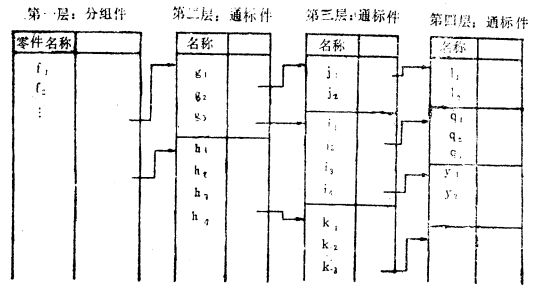 第一层：分组件
第二层：通标件
第三层：通标件
第四层：通标件
零件名称
名称
名称
名称
f₁
f₂
⋮
g₁
g₂
g₃
h₁
h₂
h₃
h₄
j₁
j₂
i₁
i₂
i₃
i₄
k₁
k₂
k₃
l₁
l₂
q₁
q₂
y₁
y₂